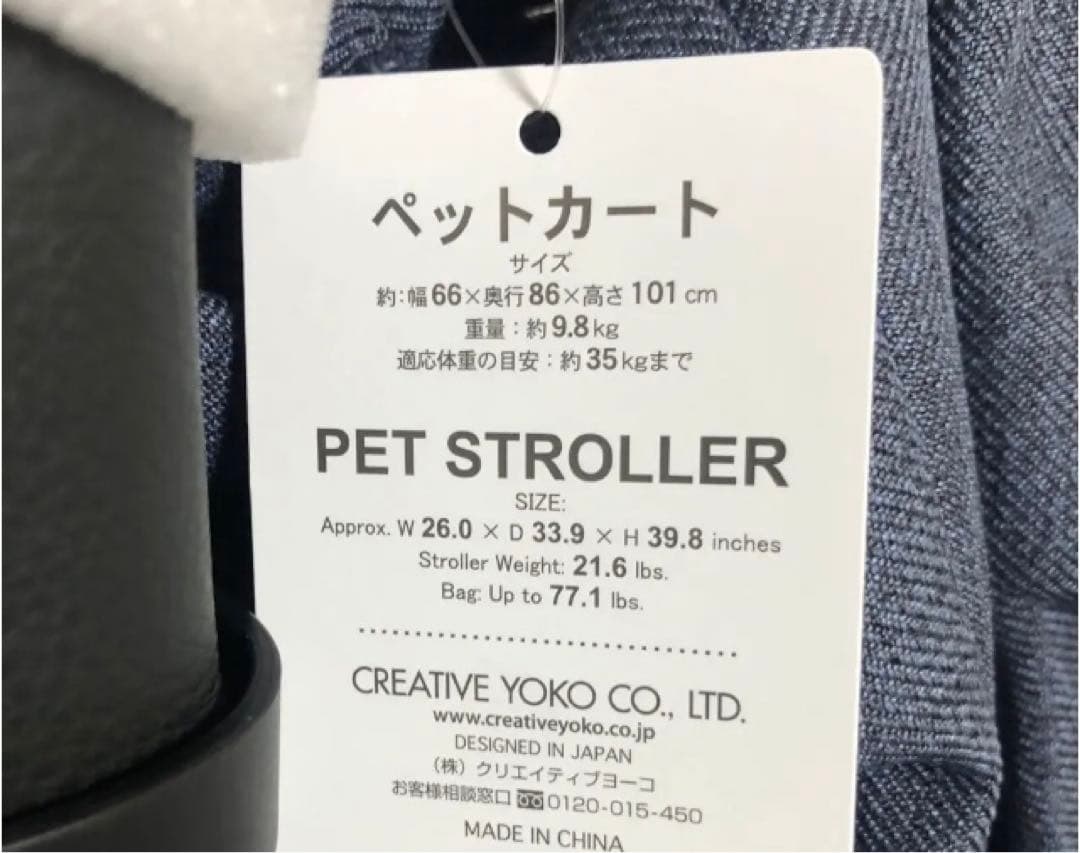 ペットカート
サイズ
約:幅66×奥行86×高さ101cm
重量:約9.8kg
適応体重の目安:約35kgまで
PET STROLLER
SIZE:
Approx. W 26.0 × D 33.9 × H 39.8 inches
Stroller Weight: 21.6 lbs.
Bag: Up to 77.1 lbs.
CREATIVE YOKO CO., LTD.
www.creativeyoko.co.jp
DESIGNED IN JAPAN
(株)クリエイティブヨーコ
お客様相談窓口 0120-015-450
MADE IN CHINA